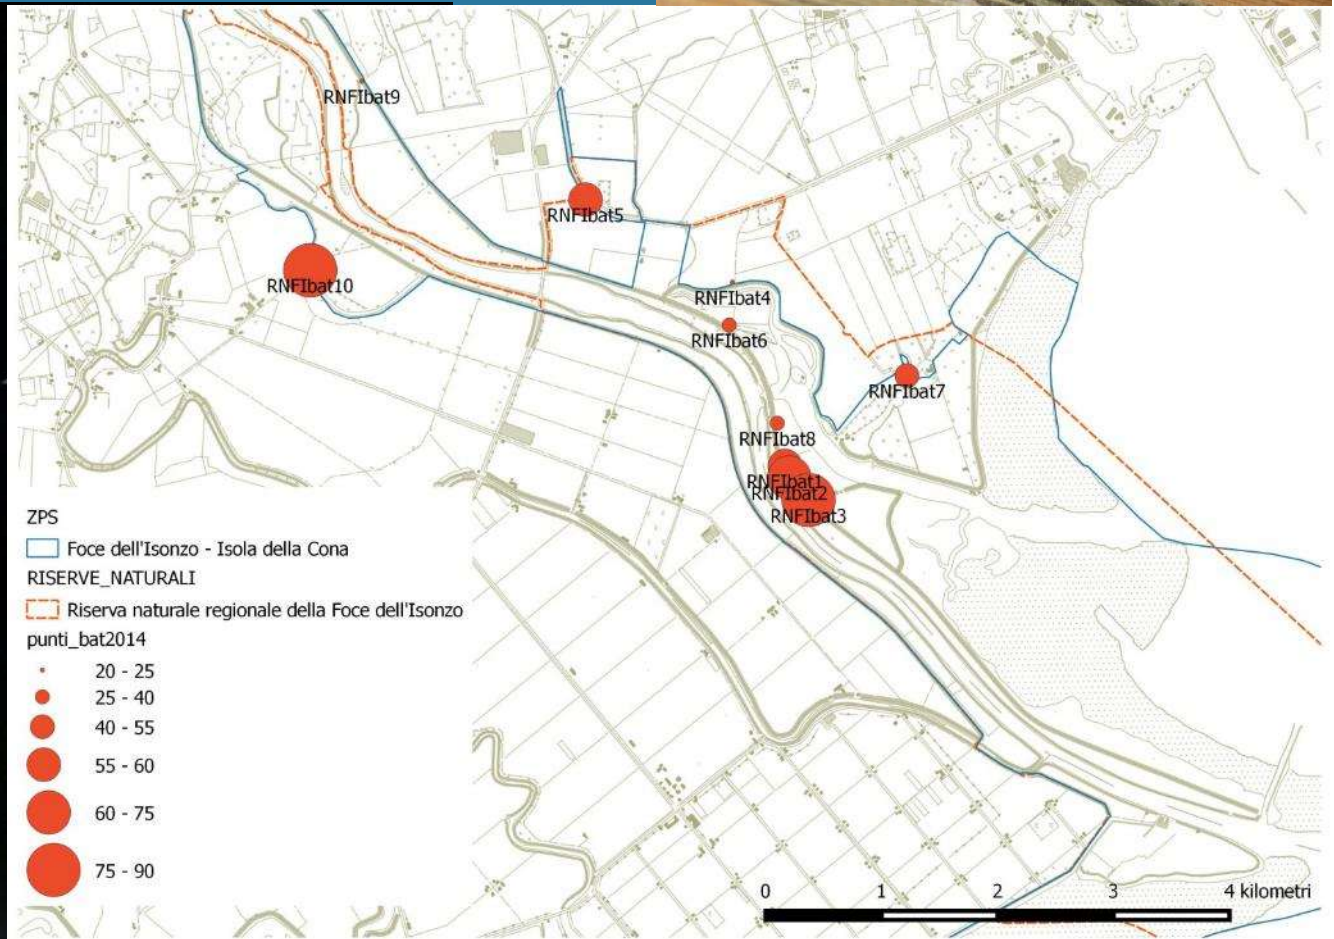 RNFIbat9
RNFIbat5
RNFIbat10
RNFIbat4
RNFIbat6
RNFIbat7
RNFIbat8
RNFIbat1
RNFIbat2
RNFIbat3
ZPS
Foce dell'Isonzo - Isola della Cona
RISERVE_NATURALI
Riserva naturale regionale della Foce dell'Isonzo
punti_bat2014
20 - 25
25 - 40
40 - 55
55 - 60
60 - 75
75 - 90
0 1 2 3 4 kilometri